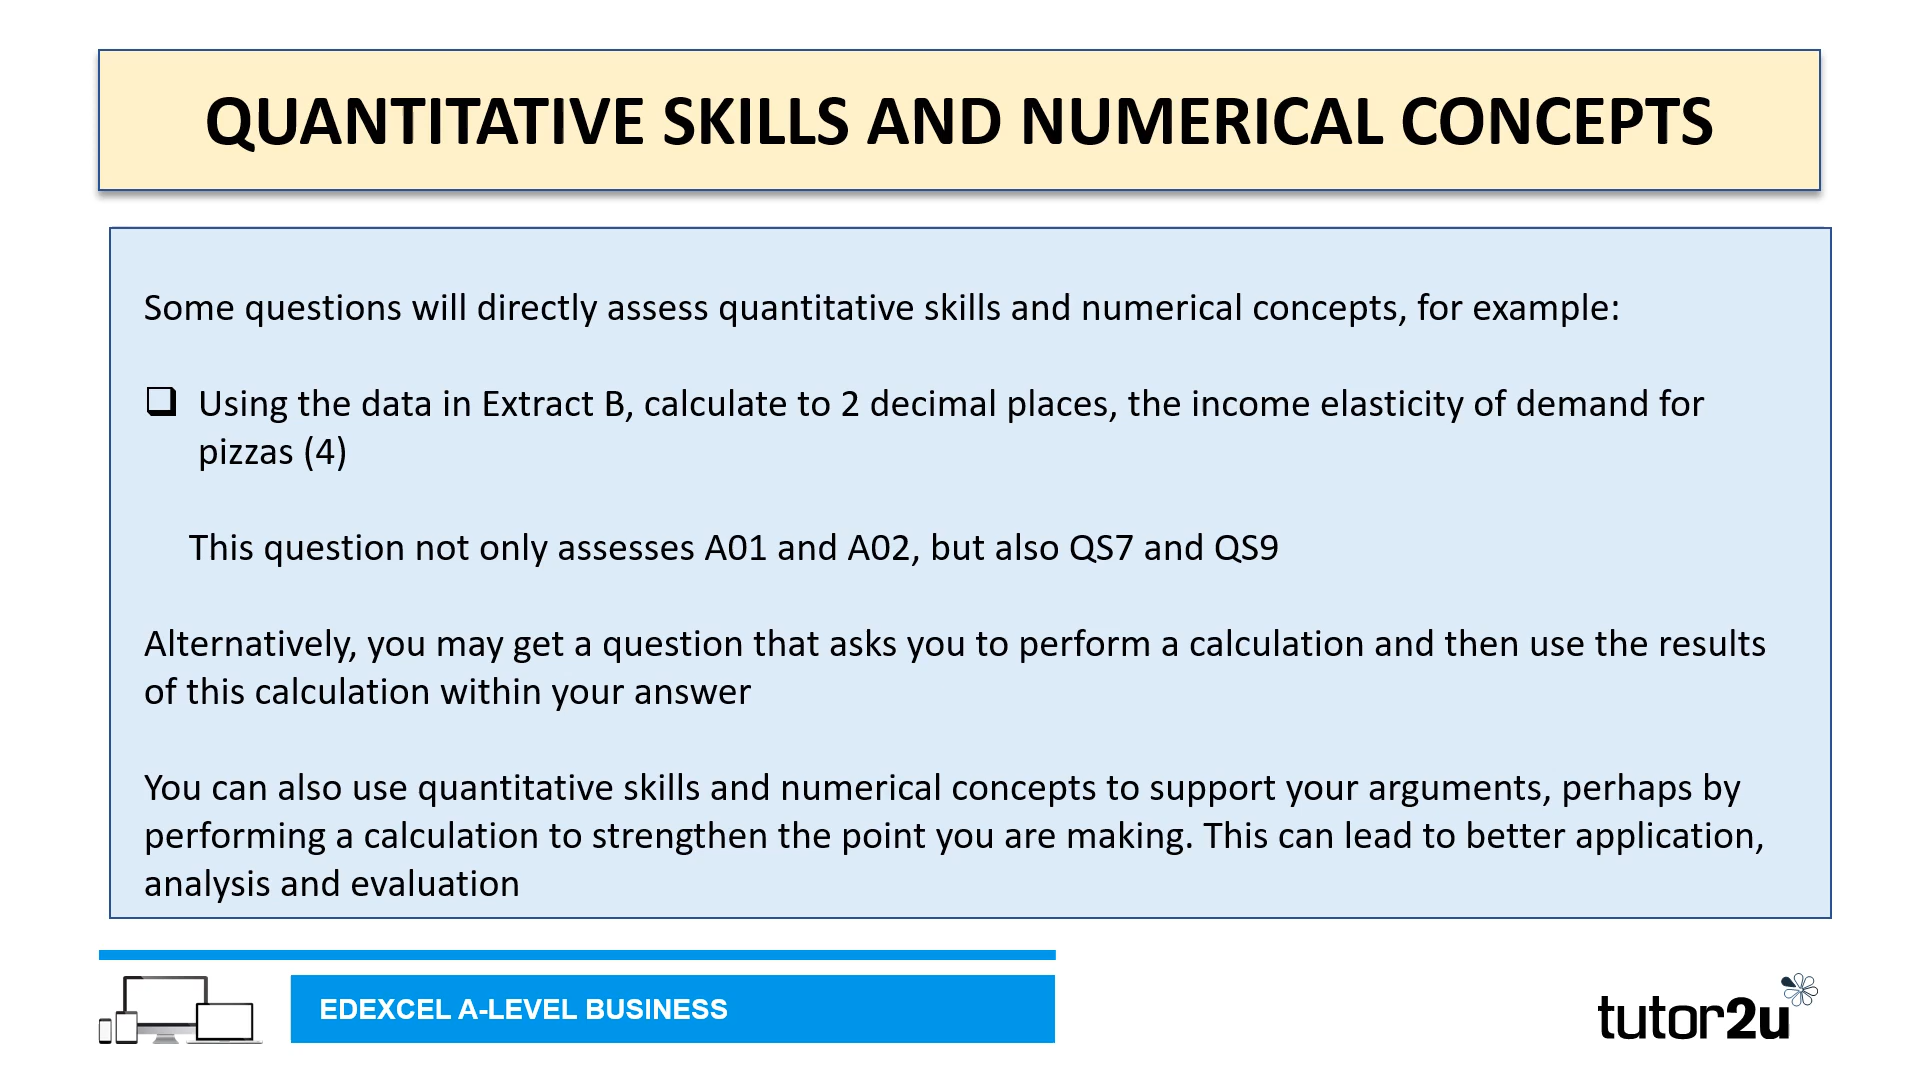 QUANTITATIVE SKILLS AND NUMERICAL CONCEPTS
Some questions will directly assess quantitative skills and numerical concepts, for example:
Using the data in Extract B, calculate to 2 decimal places, the income elasticity of demand for
pizzas (4)
This question not only assesses A01 and A02, but also QS7 and QS9
Alternatively, you may get a question that asks you to perform a calculation and then use the results
of this calculation within your answer
You can also use quantitative skills and numerical concepts to support your arguments, perhaps by
performing a calculation to strengthen the point you are making. This can lead to better application,
analysis and evaluation
EDEXCEL A-LEVEL BUSINESS
tutor2u